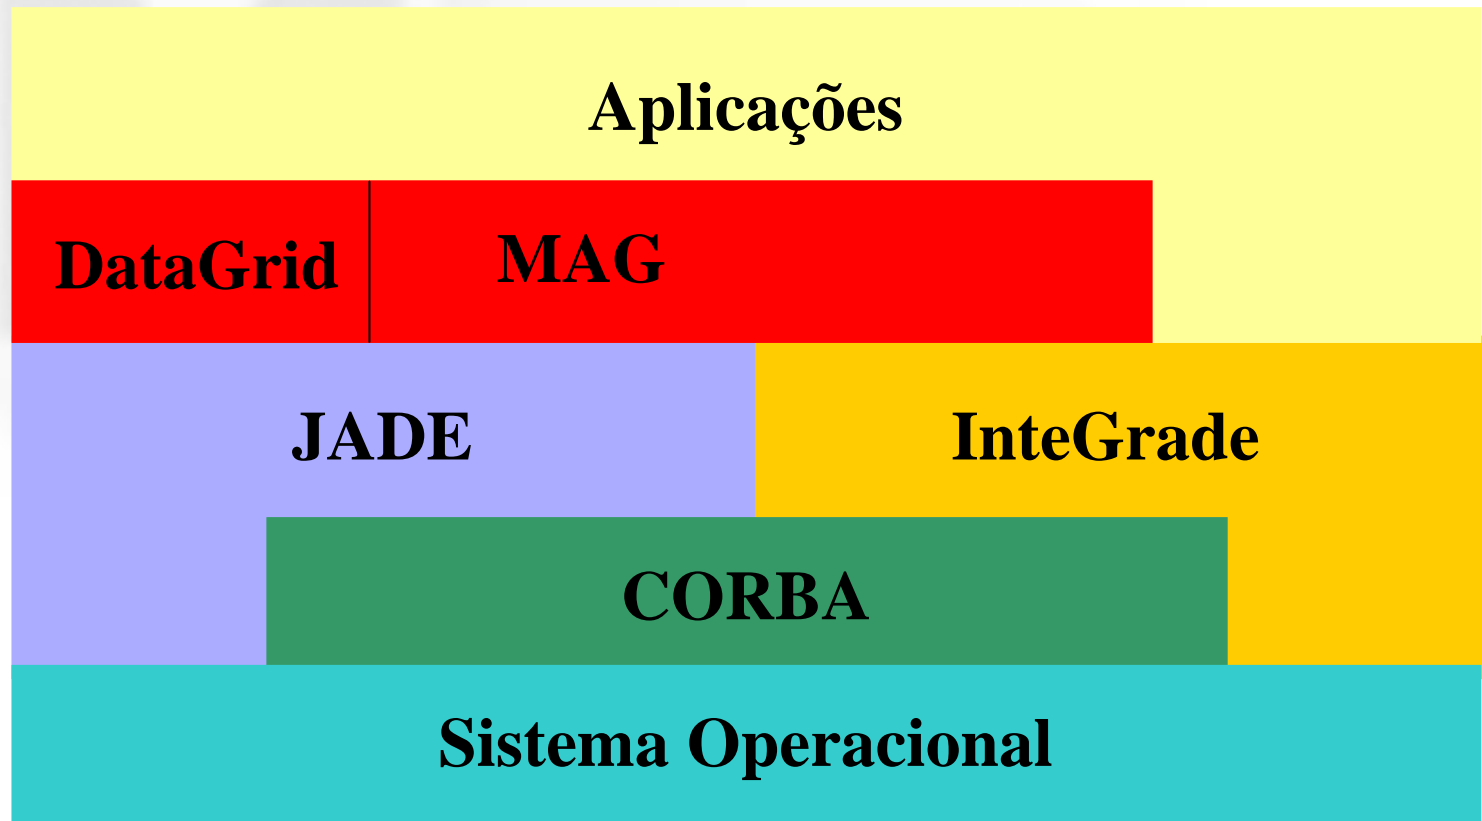 Aplicações
DataGrid
MAG
JADE
InteGrade
CORBA
Sistema Operacional